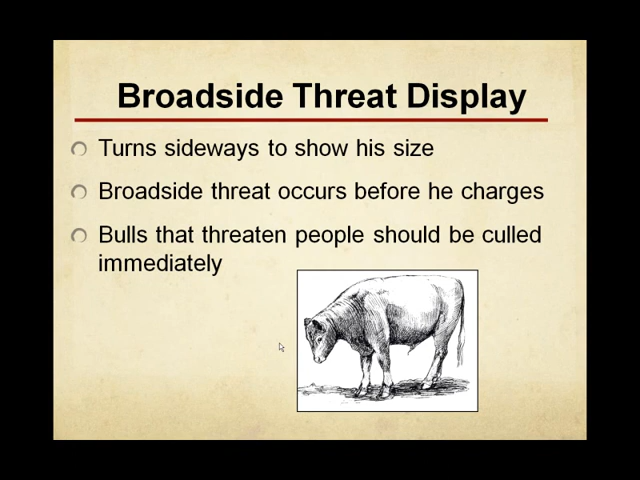 Broadside Threat Display
Turns sideways to show his size
Broadside threat occurs before he charges
Bulls that threaten people should be culled
immediately